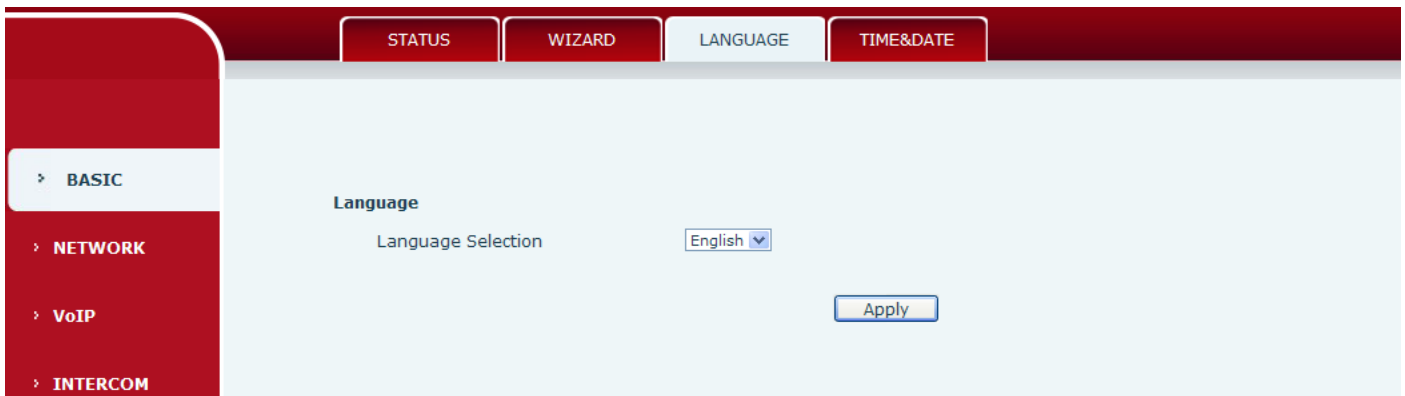 STATUS WIZARD LANGUAGE TIME&DATE
BASIC
NETWORK
VoIP
INTERCOM
Language
Language Selection English
Apply